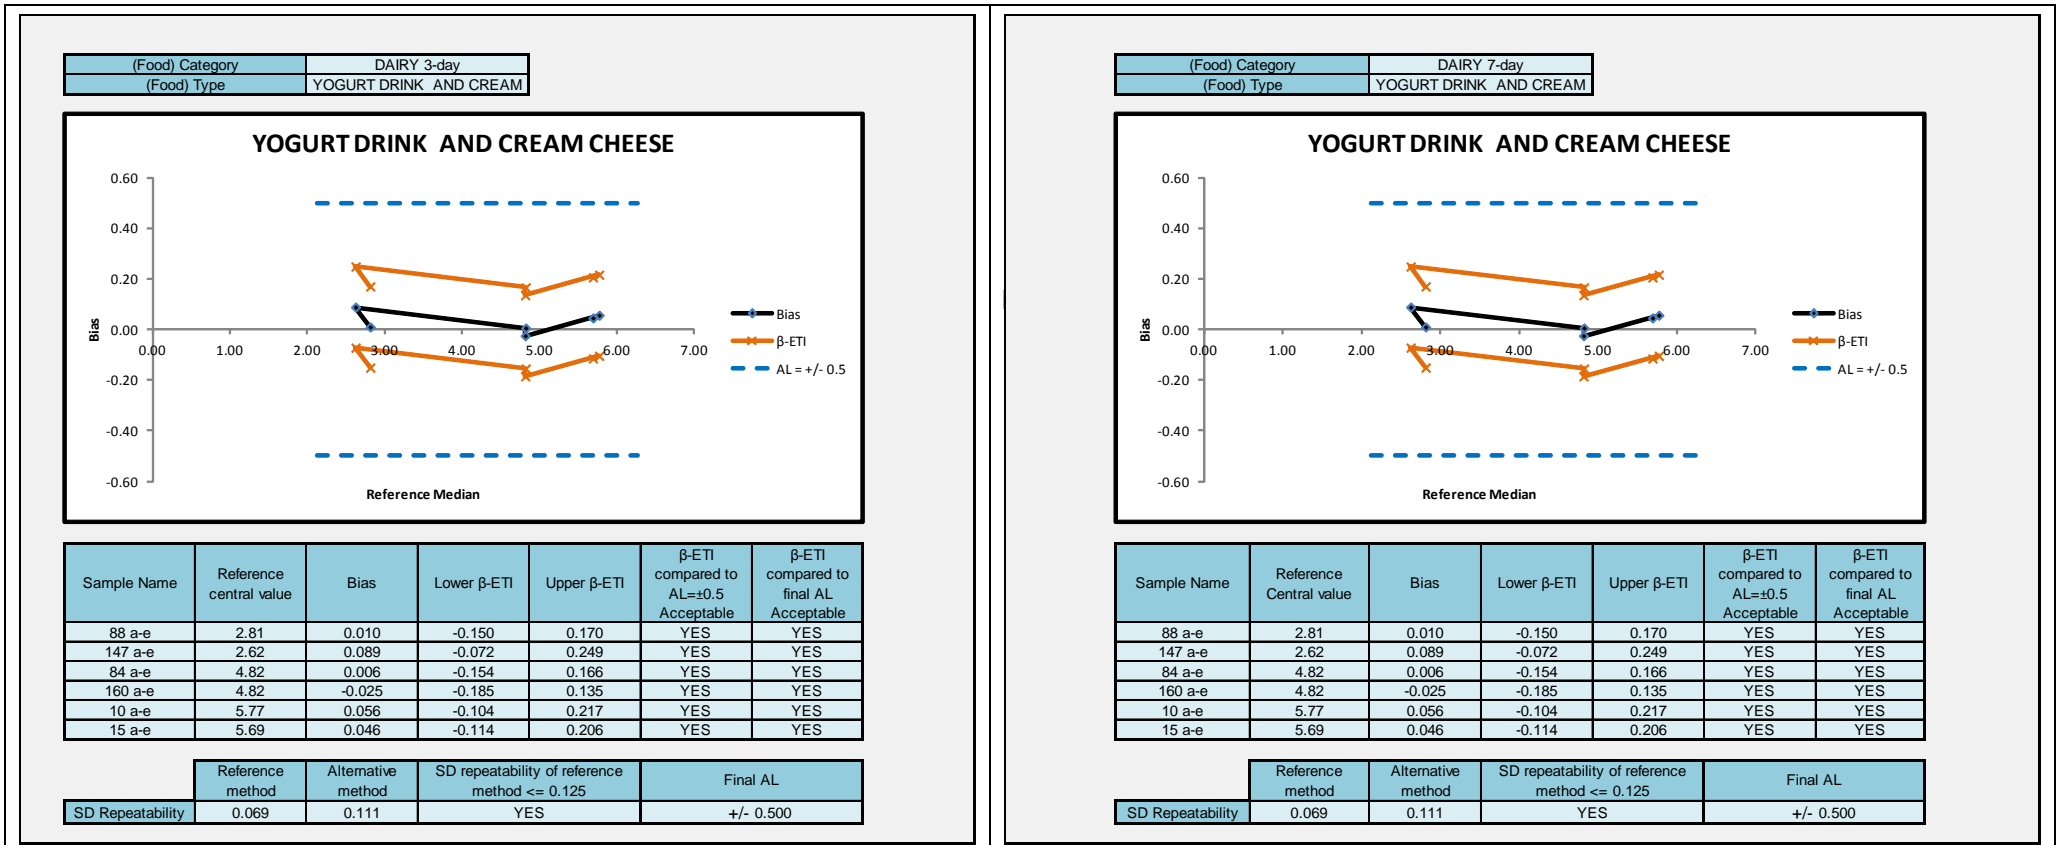 (Food) Category DAIRY 3-day
(Food) Type YOGURT DRINK AND CREAM
YOGURT DRINK AND CREAM CHEESE
0.60
0.40
0.20
0.00
-0.20
-0.40
-0.60
0.00 1.00 2.00 3.00 4.00 5.00 6.00 7.00
Bias
Reference Median
Bias
β-ETI
AL = +/- 0.5
Sample Name Reference central value Bias Lower β-ETI Upper β-ETI β-ETI compared to AL=±0.5 Acceptable β-ETI compared to final AL Acceptable
88 a-e 2.81 0.010 -0.150 0.170 YES YES
147 a-e 2.62 0.089 -0.072 0.249 YES YES
84 a-e 4.82 0.006 -0.154 0.166 YES YES
160 a-e 4.82 -0.025 -0.185 0.135 YES YES
10 a-e 5.77 0.056 -0.104 0.217 YES YES
15 a-e 5.69 0.046 -0.114 0.206 YES YES
Reference method Alternative method SD repeatability of reference method <= 0.125 Final AL
SD Repeatability 0.069 0.111 YES +/- 0.500
(Food) Category DAIRY 7-day
(Food) Type YOGURT DRINK AND CREAM
YOGURT DRINK AND CREAM CHEESE
0.60
0.40
0.20
0.00
-0.20
-0.40
-0.60
0.00 1.00 2.00 3.00 4.00 5.00 6.00 7.00
Bias
Reference Median
Bias
β-ETI
AL = +/- 0.5
Sample Name Reference Central value Bias Lower β-ETI Upper β-ETI β-ETI compared to AL=±0.5 Acceptable β-ETI compared to final AL Acceptable
88 a-e 2.81 0.010 -0.150 0.170 YES YES
147 a-e 2.62 0.089 -0.072 0.249 YES YES
84 a-e 4.82 0.006 -0.154 0.166 YES YES
160 a-e 4.82 -0.025 -0.185 0.135 YES YES
10 a-e 5.77 0.056 -0.104 0.217 YES YES
15 a-e 5.69 0.046 -0.114 0.206 YES YES
Reference method Alternative method SD repeatability of reference method <= 0.125 Final AL
SD Repeatability 0.069 0.111 YES +/- 0.500